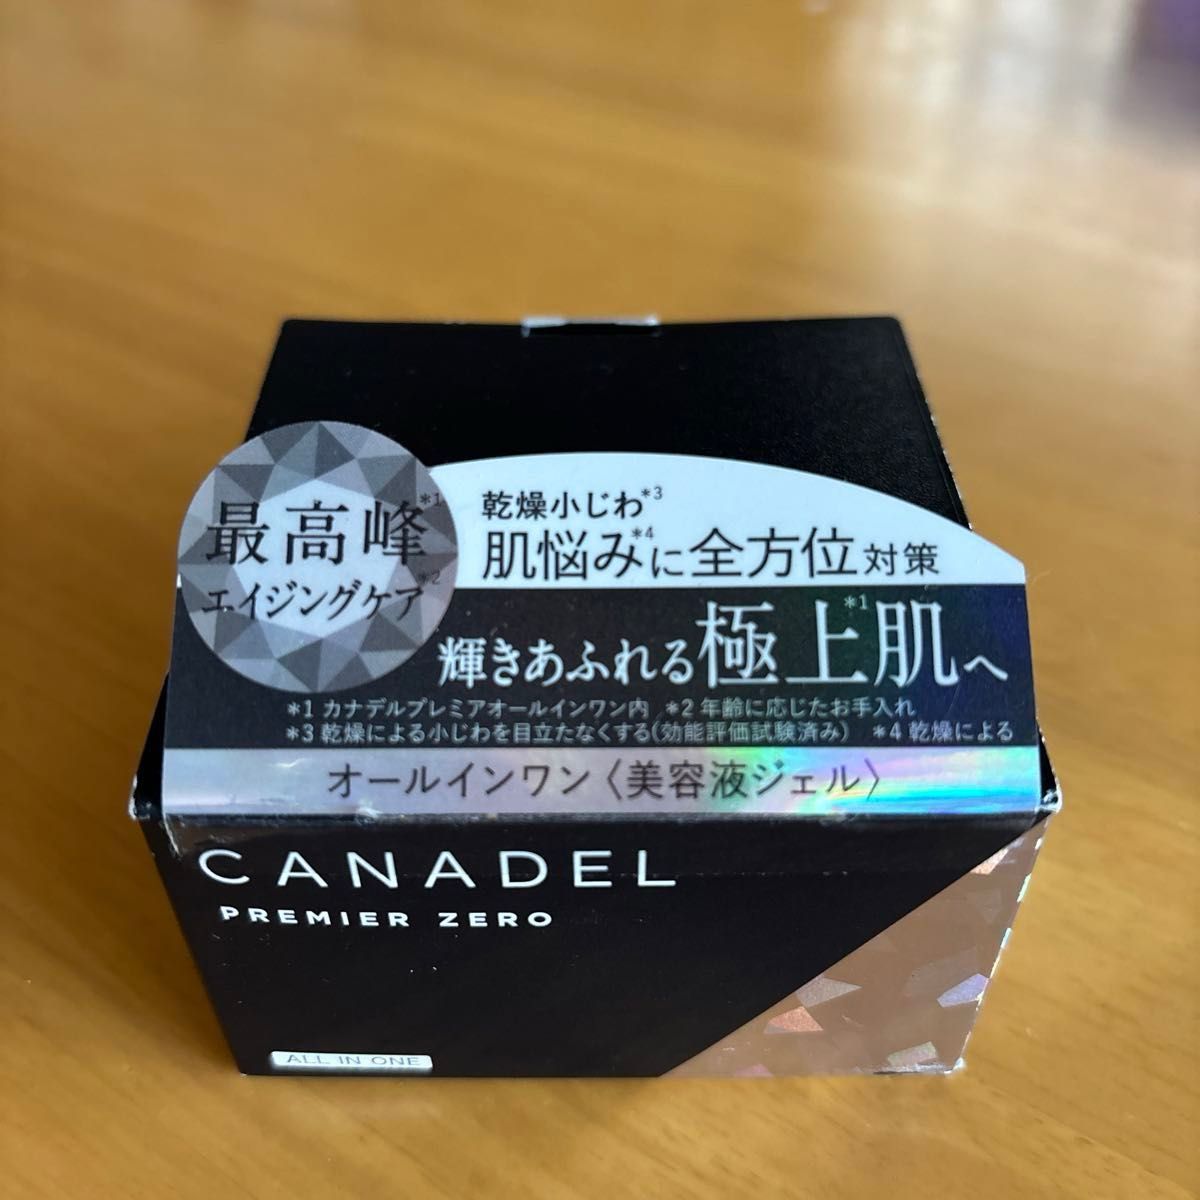 最高峰*1
エイジングケア*2
乾燥小じわ*3
肌悩み*4に全方位対策
輝きあふれる極上肌*1へ
*1 カナデルプレミアオールインワン内 *2 年齢に応じたお手入れ
*3 乾燥による小じわを目立たなくする(効能評価試験済み) *4 乾燥による
オールインワン〈美容液ジェル〉
CANADEL
PREMIER ZERO
ALL IN ONE